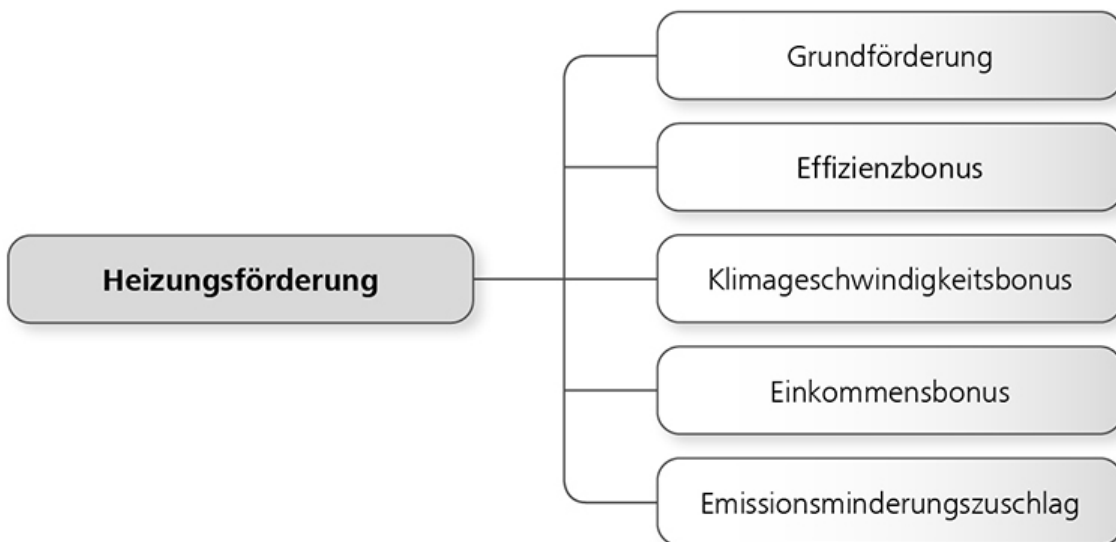 Heizungsförderung
Grundförderung
Effizienzbonus
Klimageschwindigkeitsbonus
Einkommensbonus
Emissionsminderungszuschlag